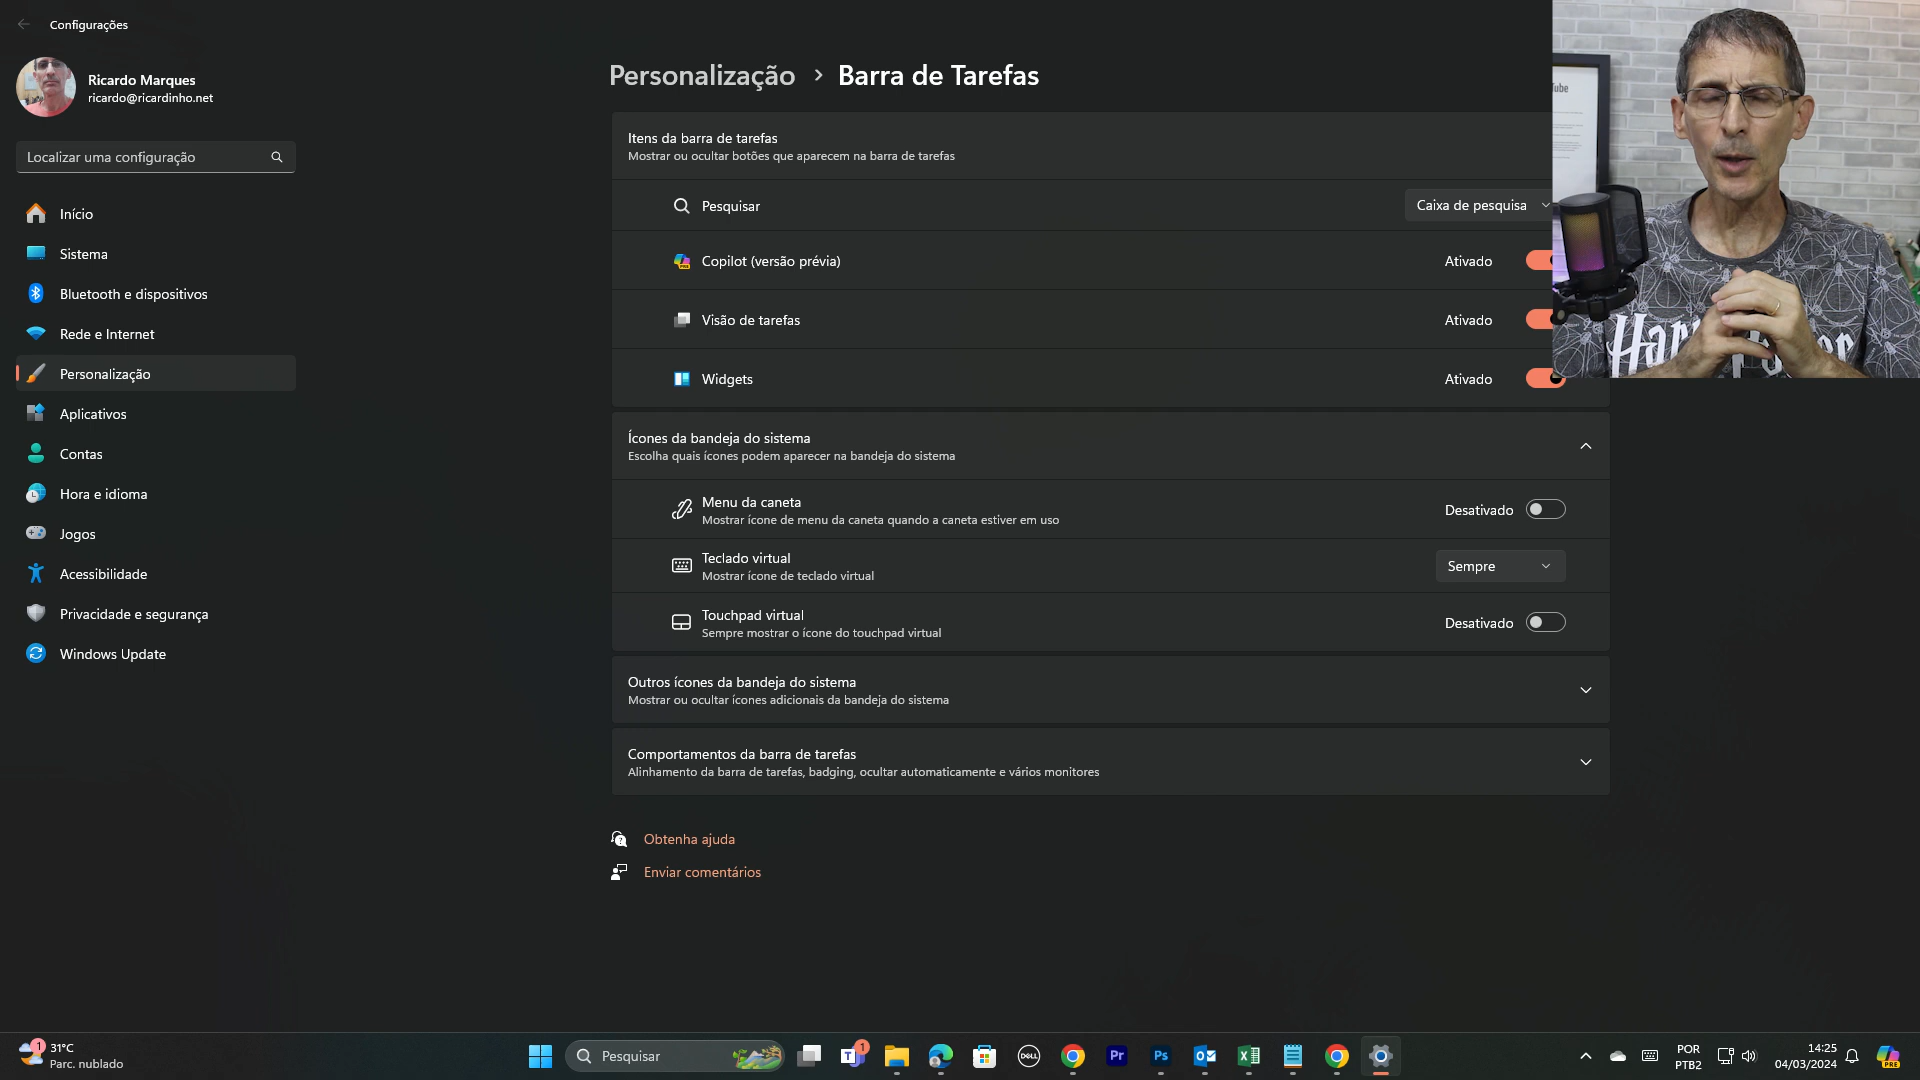 Configurações
Ricardo Marques
ricardo@ricardinho.net
Localizar uma configuração
Início
Sistema
Bluetooth e dispositivos
Rede e Internet
Personalização
Aplicativos
Contas
Hora e idioma
Jogos
Acessibilidade
Privacidade e segurança
Windows Update
Personalização > Barra de Tarefas
Itens da barra de tarefas
Mostrar ou ocultar botões que aparecem na barra de tarefas
Pesquisar
Caixa de pesquisa
Copilot (versão prévia)
Ativado
Visão de tarefas
Ativado
Widgets
Ativado
Ícones da bandeja do sistema
Escolha quais ícones podem aparecer na bandeja do sistema
Menu da caneta
Mostrar ícone de menu da caneta quando a caneta estiver em uso
Desativado
Teclado virtual
Mostrar ícone de teclado virtual
Sempre
Touchpad virtual
Sempre mostrar o ícone do touchpad virtual
Desativado
Outros ícones da bandeja do sistema
Mostrar ou ocultar ícones adicionais da bandeja do sistema
Comportamentos da barra de tarefas
Alinhamento da barra de tarefas, badging, ocultar automaticamente e vários monitores
Obtenha ajuda
Enviar comentários
1
31°C
Parc. nublado
Pesquisar
1
DELL
Pr
Ps
POR
PTB2
14:25
04/03/2024
PRE